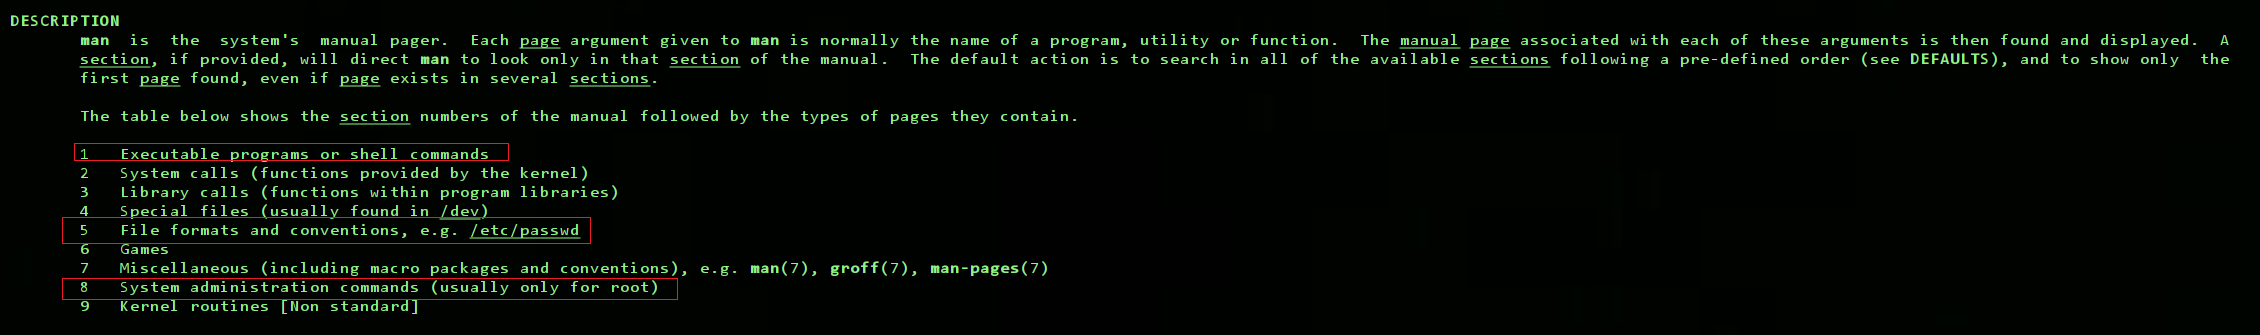 DESCRIPTION
man is the system's manual pager. Each page argument given to man is normally the name of a program, utility or function. The manual page associated with each of these arguments is then found and displayed. A
section, if provided, will direct man to look only in that section of the manual. The default action is to search in all of the available sections following a pre-defined order (see DEFAULTS), and to show only the
first page found, even if page exists in several sections.
The table below shows the section numbers of the manual followed by the types of pages they contain.
1 Executable programs or shell commands
2 System calls (functions provided by the kernel)
3 Library calls (functions within program libraries)
4 Special files (usually found in /dev)
5 File formats and conventions, e.g. /etc/passwd
6 Games
7 Miscellaneous (including macro packages and conventions), e.g. man(7), groff(7), man-pages(7)
8 System administration commands (usually only for root)
9 Kernel routines [Non standard]